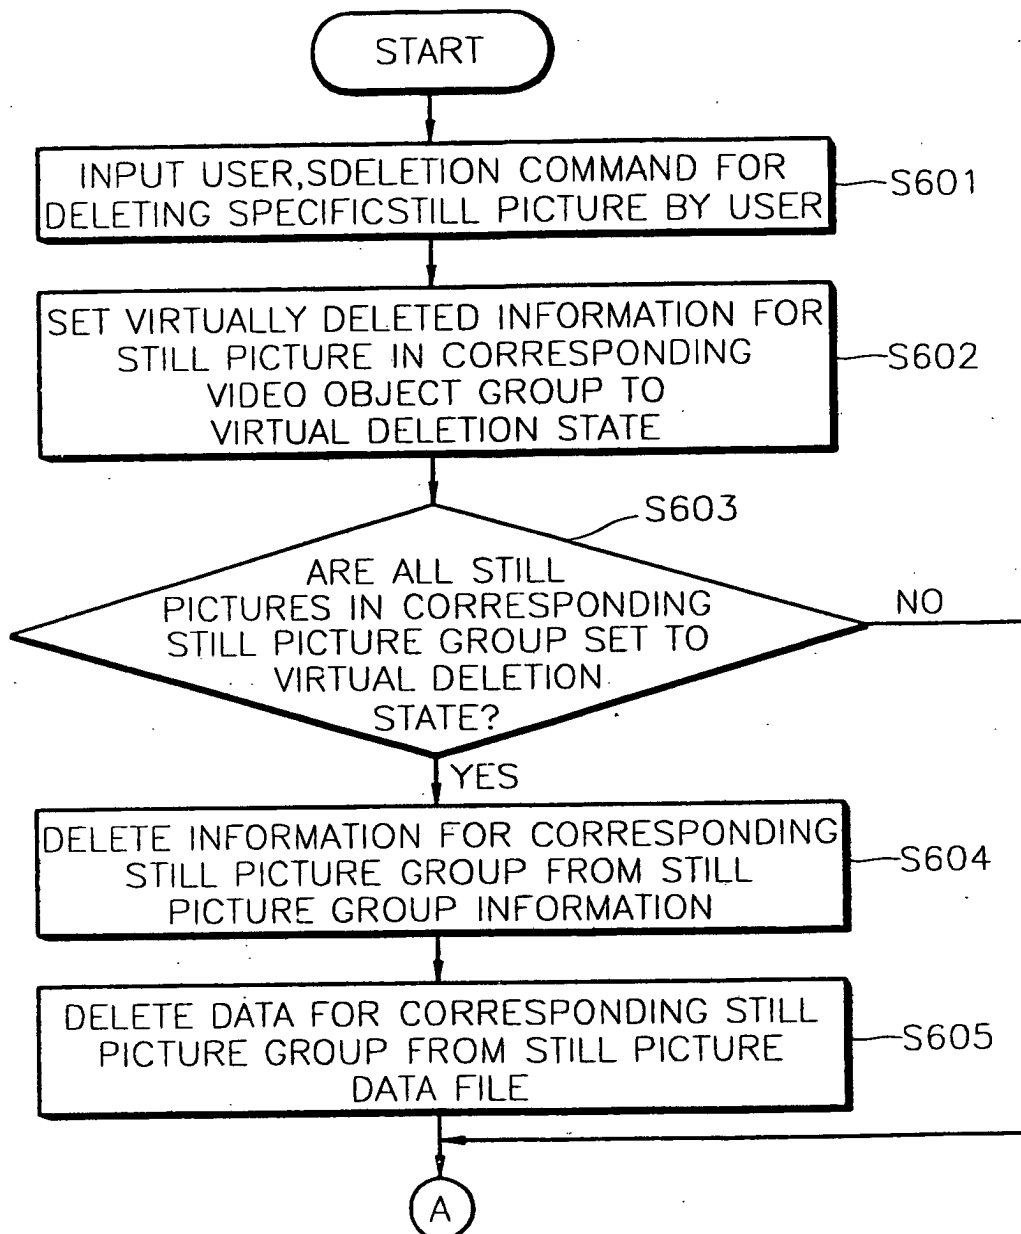 START
INPUT USER,SDELETION COMMAND FOR
DELETING SPECIFICSTILL PICTURE BY USER
S601
SET VIRTUALLY DELETED INFORMATION FOR
STILL PICTURE IN CORRESPONDING
VIDEO OBJECT GROUP TO
VIRTUAL DELETION STATE
S602
S603
ARE ALL STILL
PICTURES IN CORRESPONDING
STILL PICTURE GROUP SET TO
VIRTUAL DELETION
STATE?
NO
YES
DELETE INFORMATION FOR CORRESPONDING
STILL PICTURE GROUP FROM STILL
PICTURE GROUP INFORMATION
S604
DELETE DATA FOR CORRESPONDING STILL
PICTURE GROUP FROM STILL PICTURE
DATA FILE
S605
A